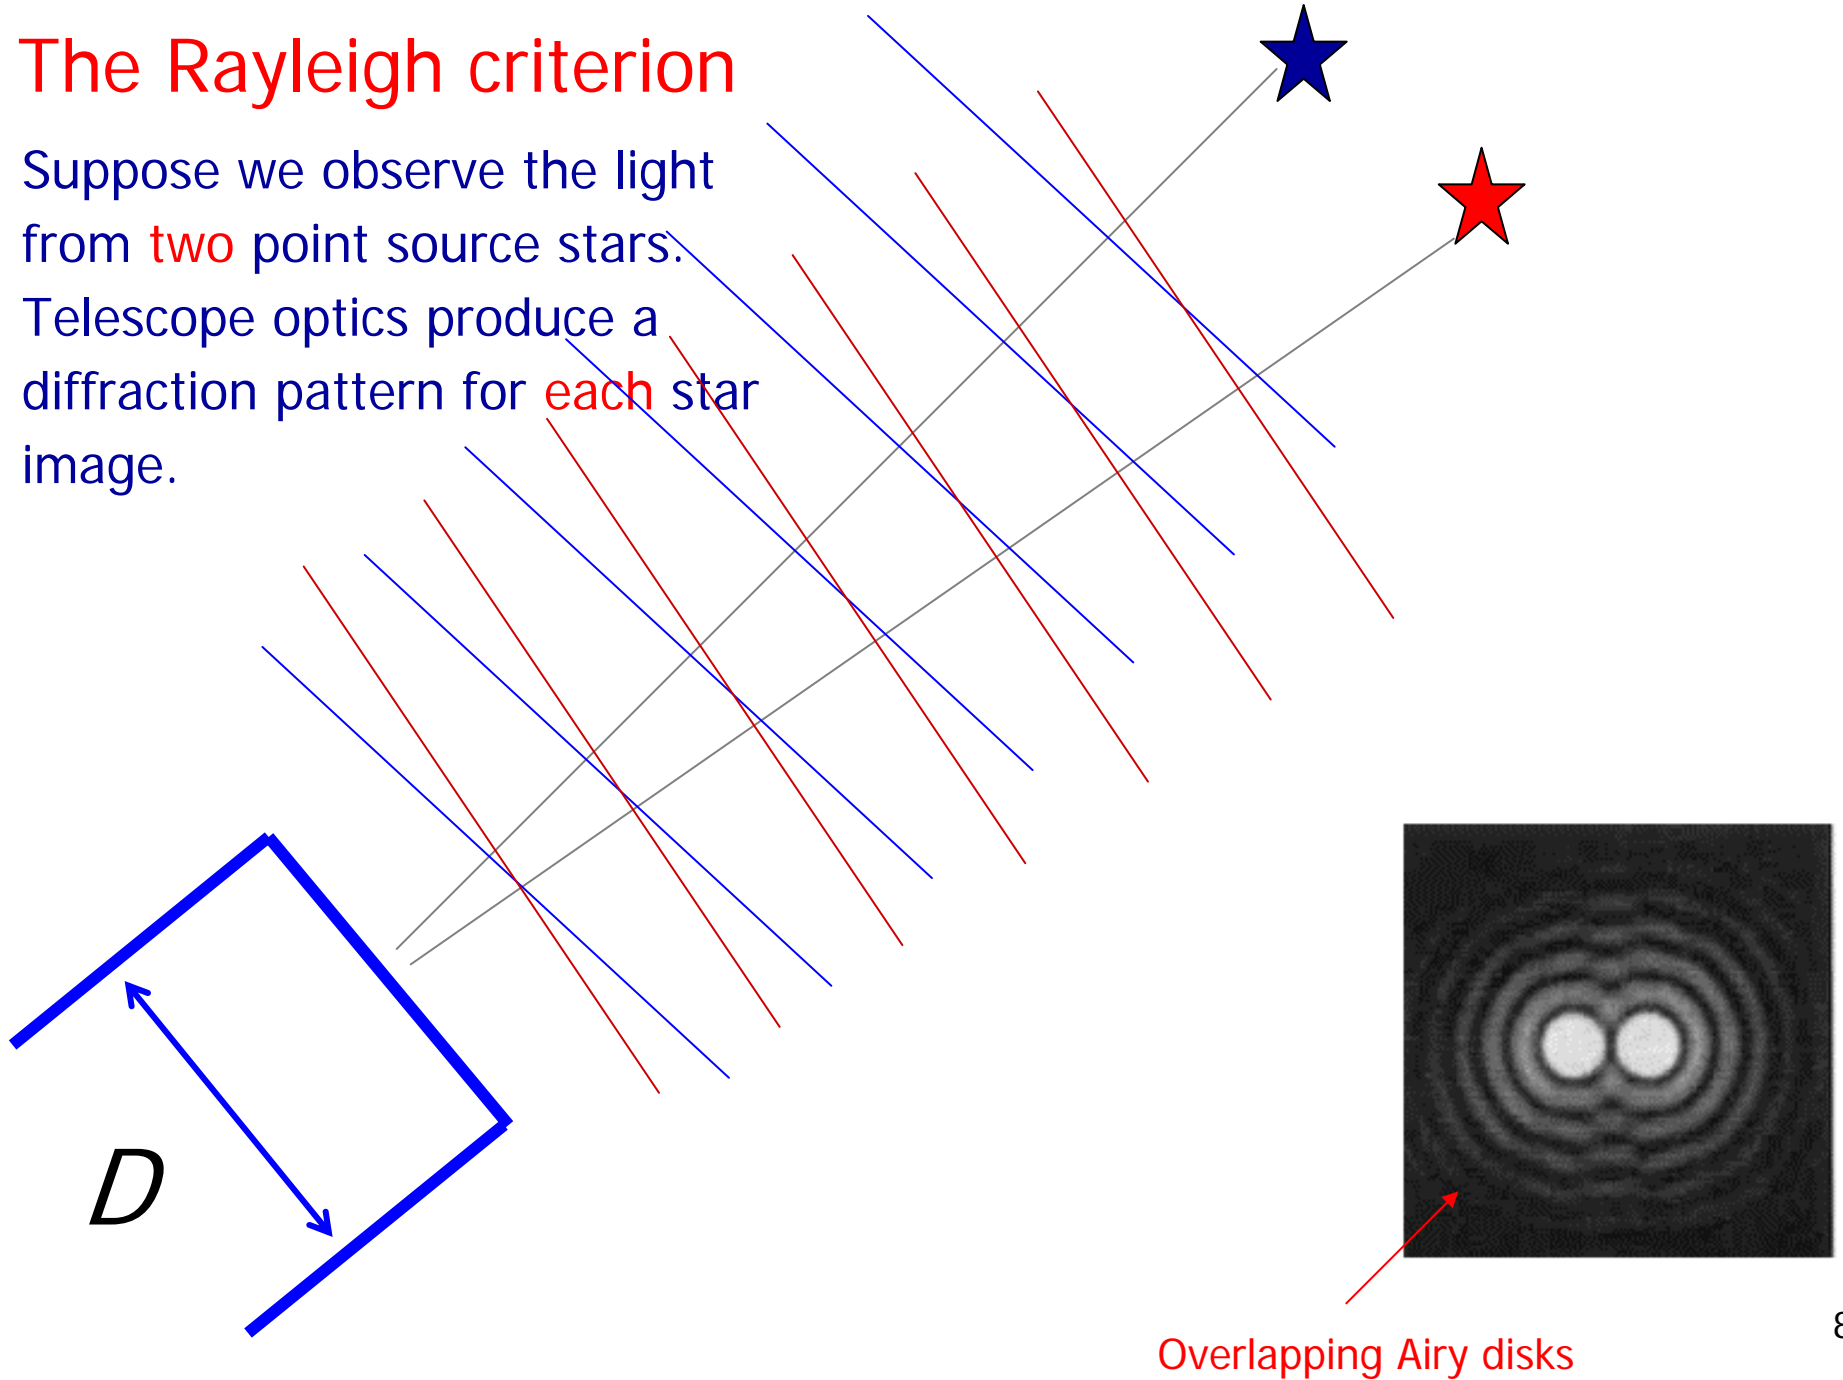 The Rayleigh criterion
Suppose we observe the light
from two point source stars.
Telescope optics produce a
diffraction pattern for each star
image.
D
8
Overlapping Airy disks